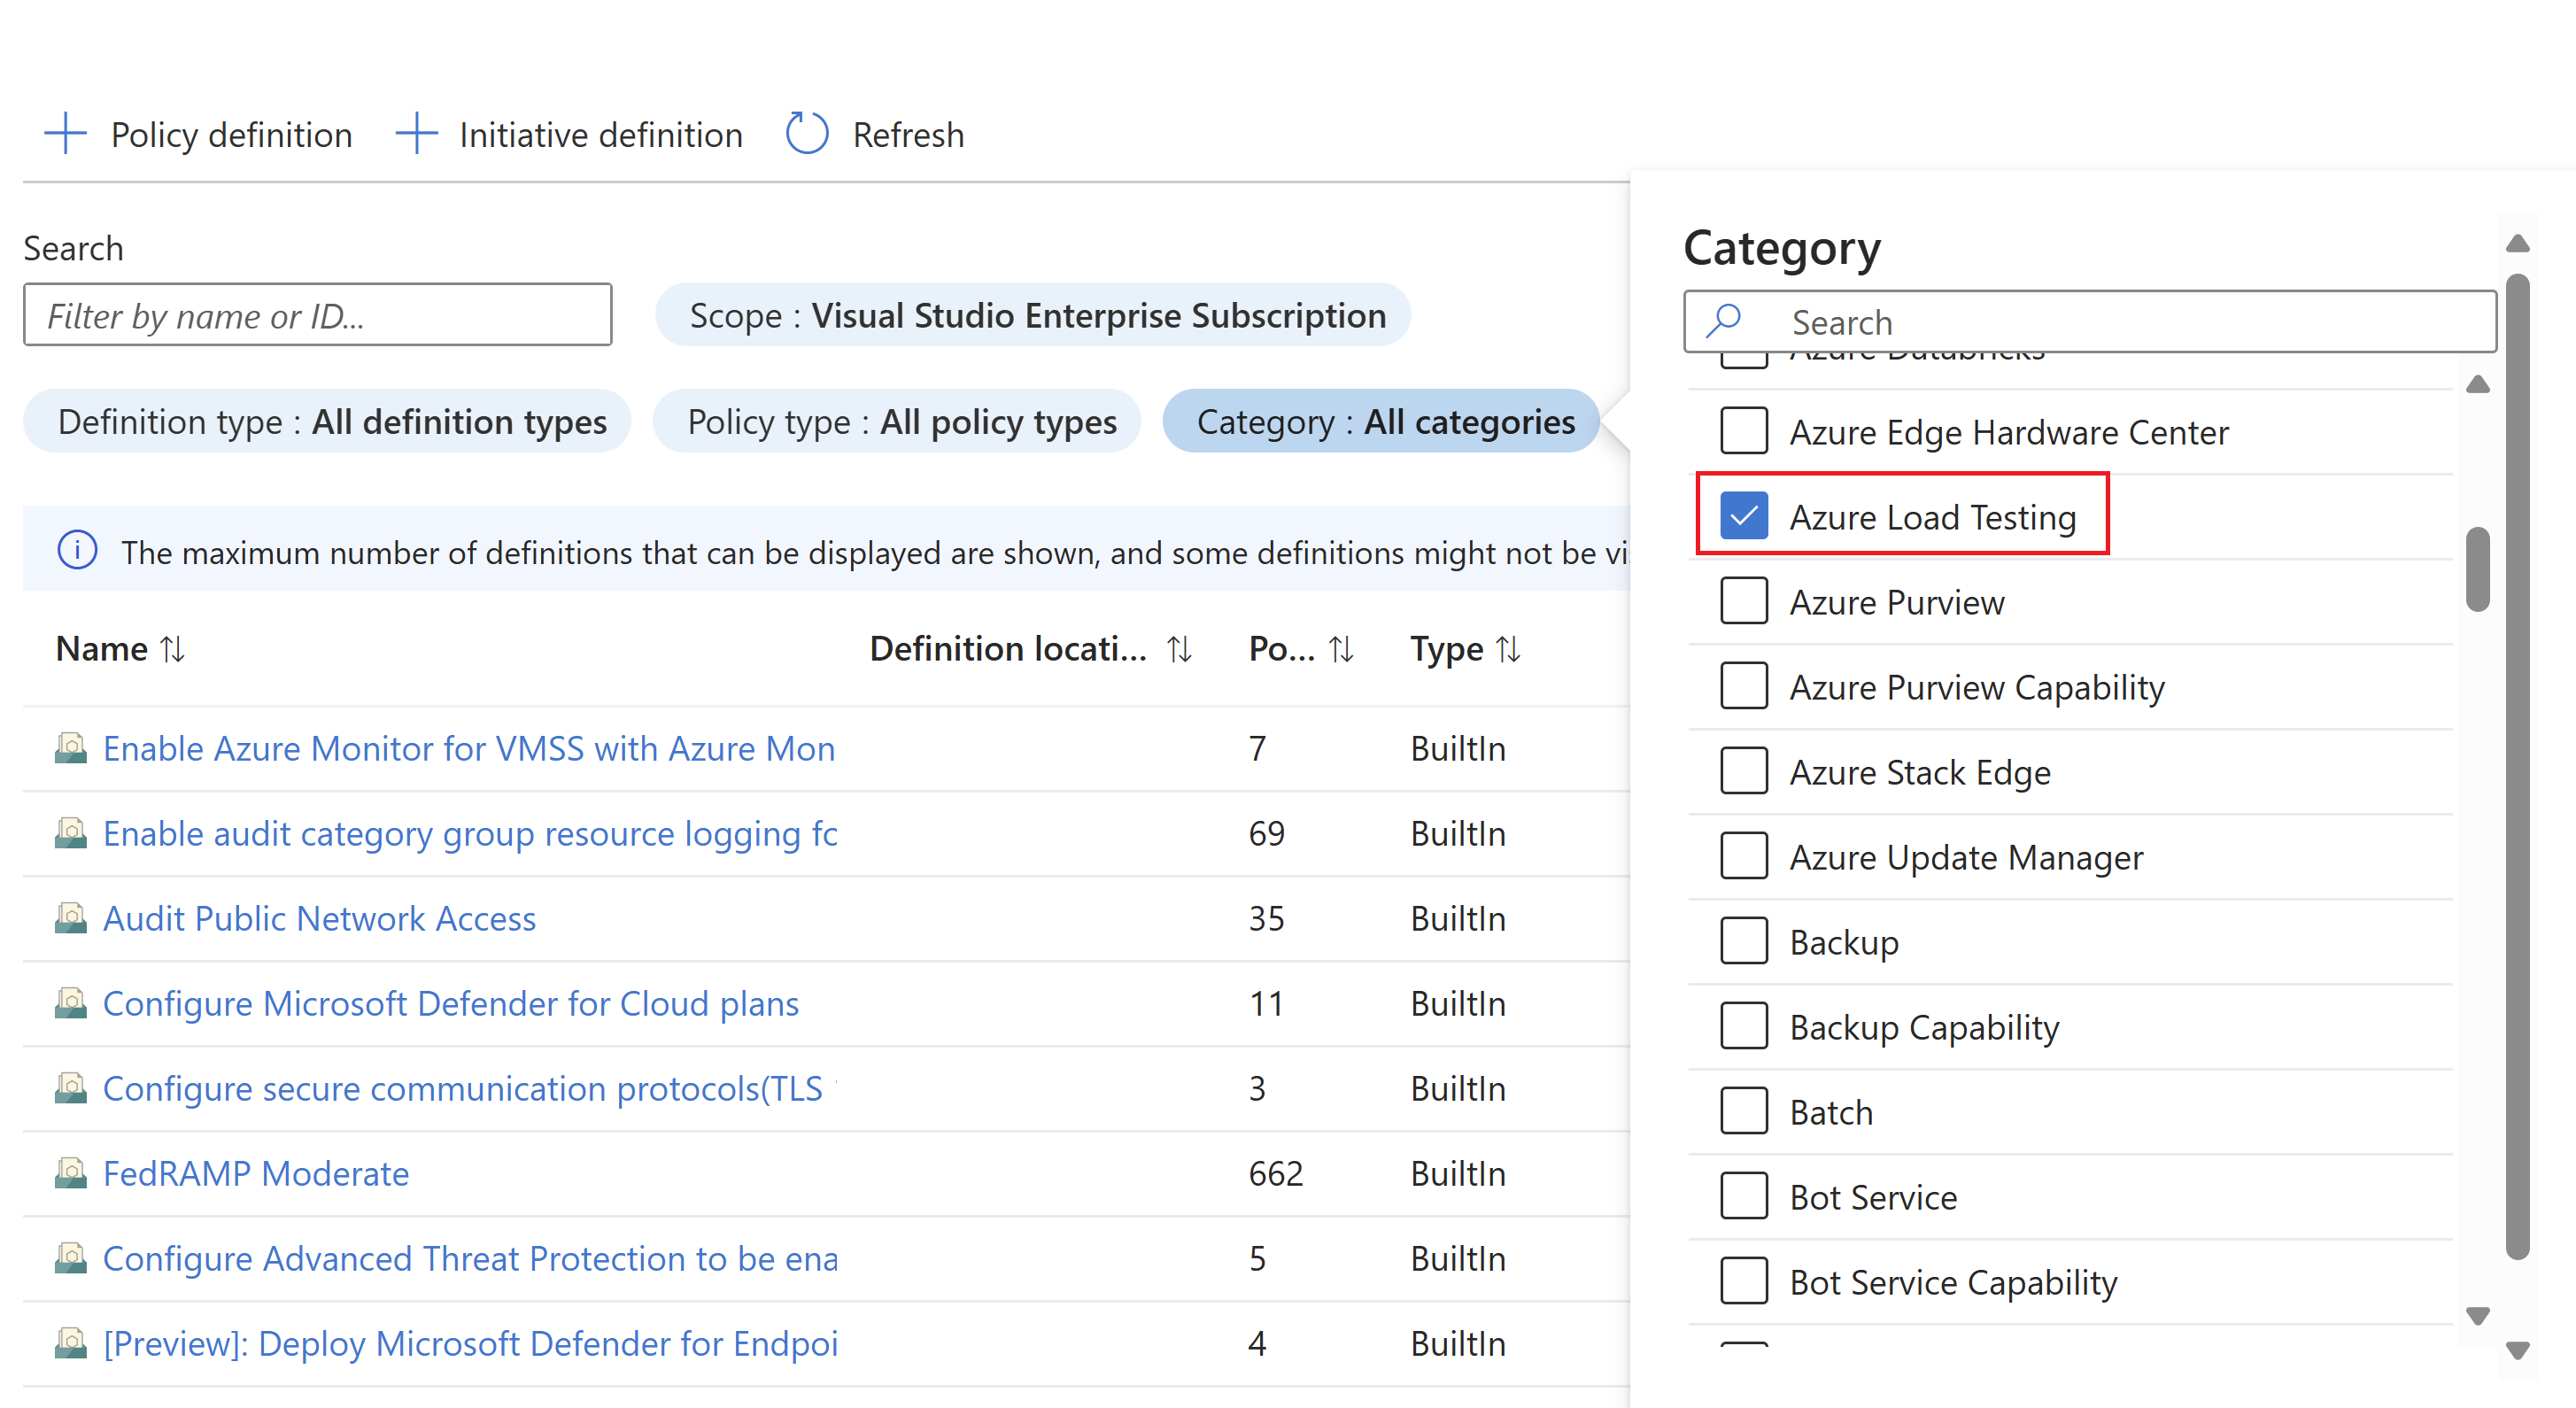 Policy definition
Initiative definition
Refresh
Search
Filter by name or ID...
Scope : Visual Studio Enterprise Subscription
Definition type : All definition types
Policy type : All policy types
Category : All categories
The maximum number of definitions that can be displayed are shown, and some definitions might not be vi
Name
Definition locati...
Po...
Type
Enable Azure Monitor for VMSS with Azure Mon
7
BuiltIn
Enable audit category group resource logging fo
69
BuiltIn
Audit Public Network Access
35
BuiltIn
Configure Microsoft Defender for Cloud plans
11
BuiltIn
Configure secure communication protocols(TLS
3
BuiltIn
FedRAMP Moderate
662
BuiltIn
Configure Advanced Threat Protection to be ena
5
BuiltIn
[Preview]: Deploy Microsoft Defender for Endpoi
4
BuiltIn
Category
Search
Azure Databricks
Azure Edge Hardware Center
Azure Load Testing
Azure Purview
Azure Purview Capability
Azure Stack Edge
Azure Update Manager
Backup
Backup Capability
Batch
Bot Service
Bot Service Capability